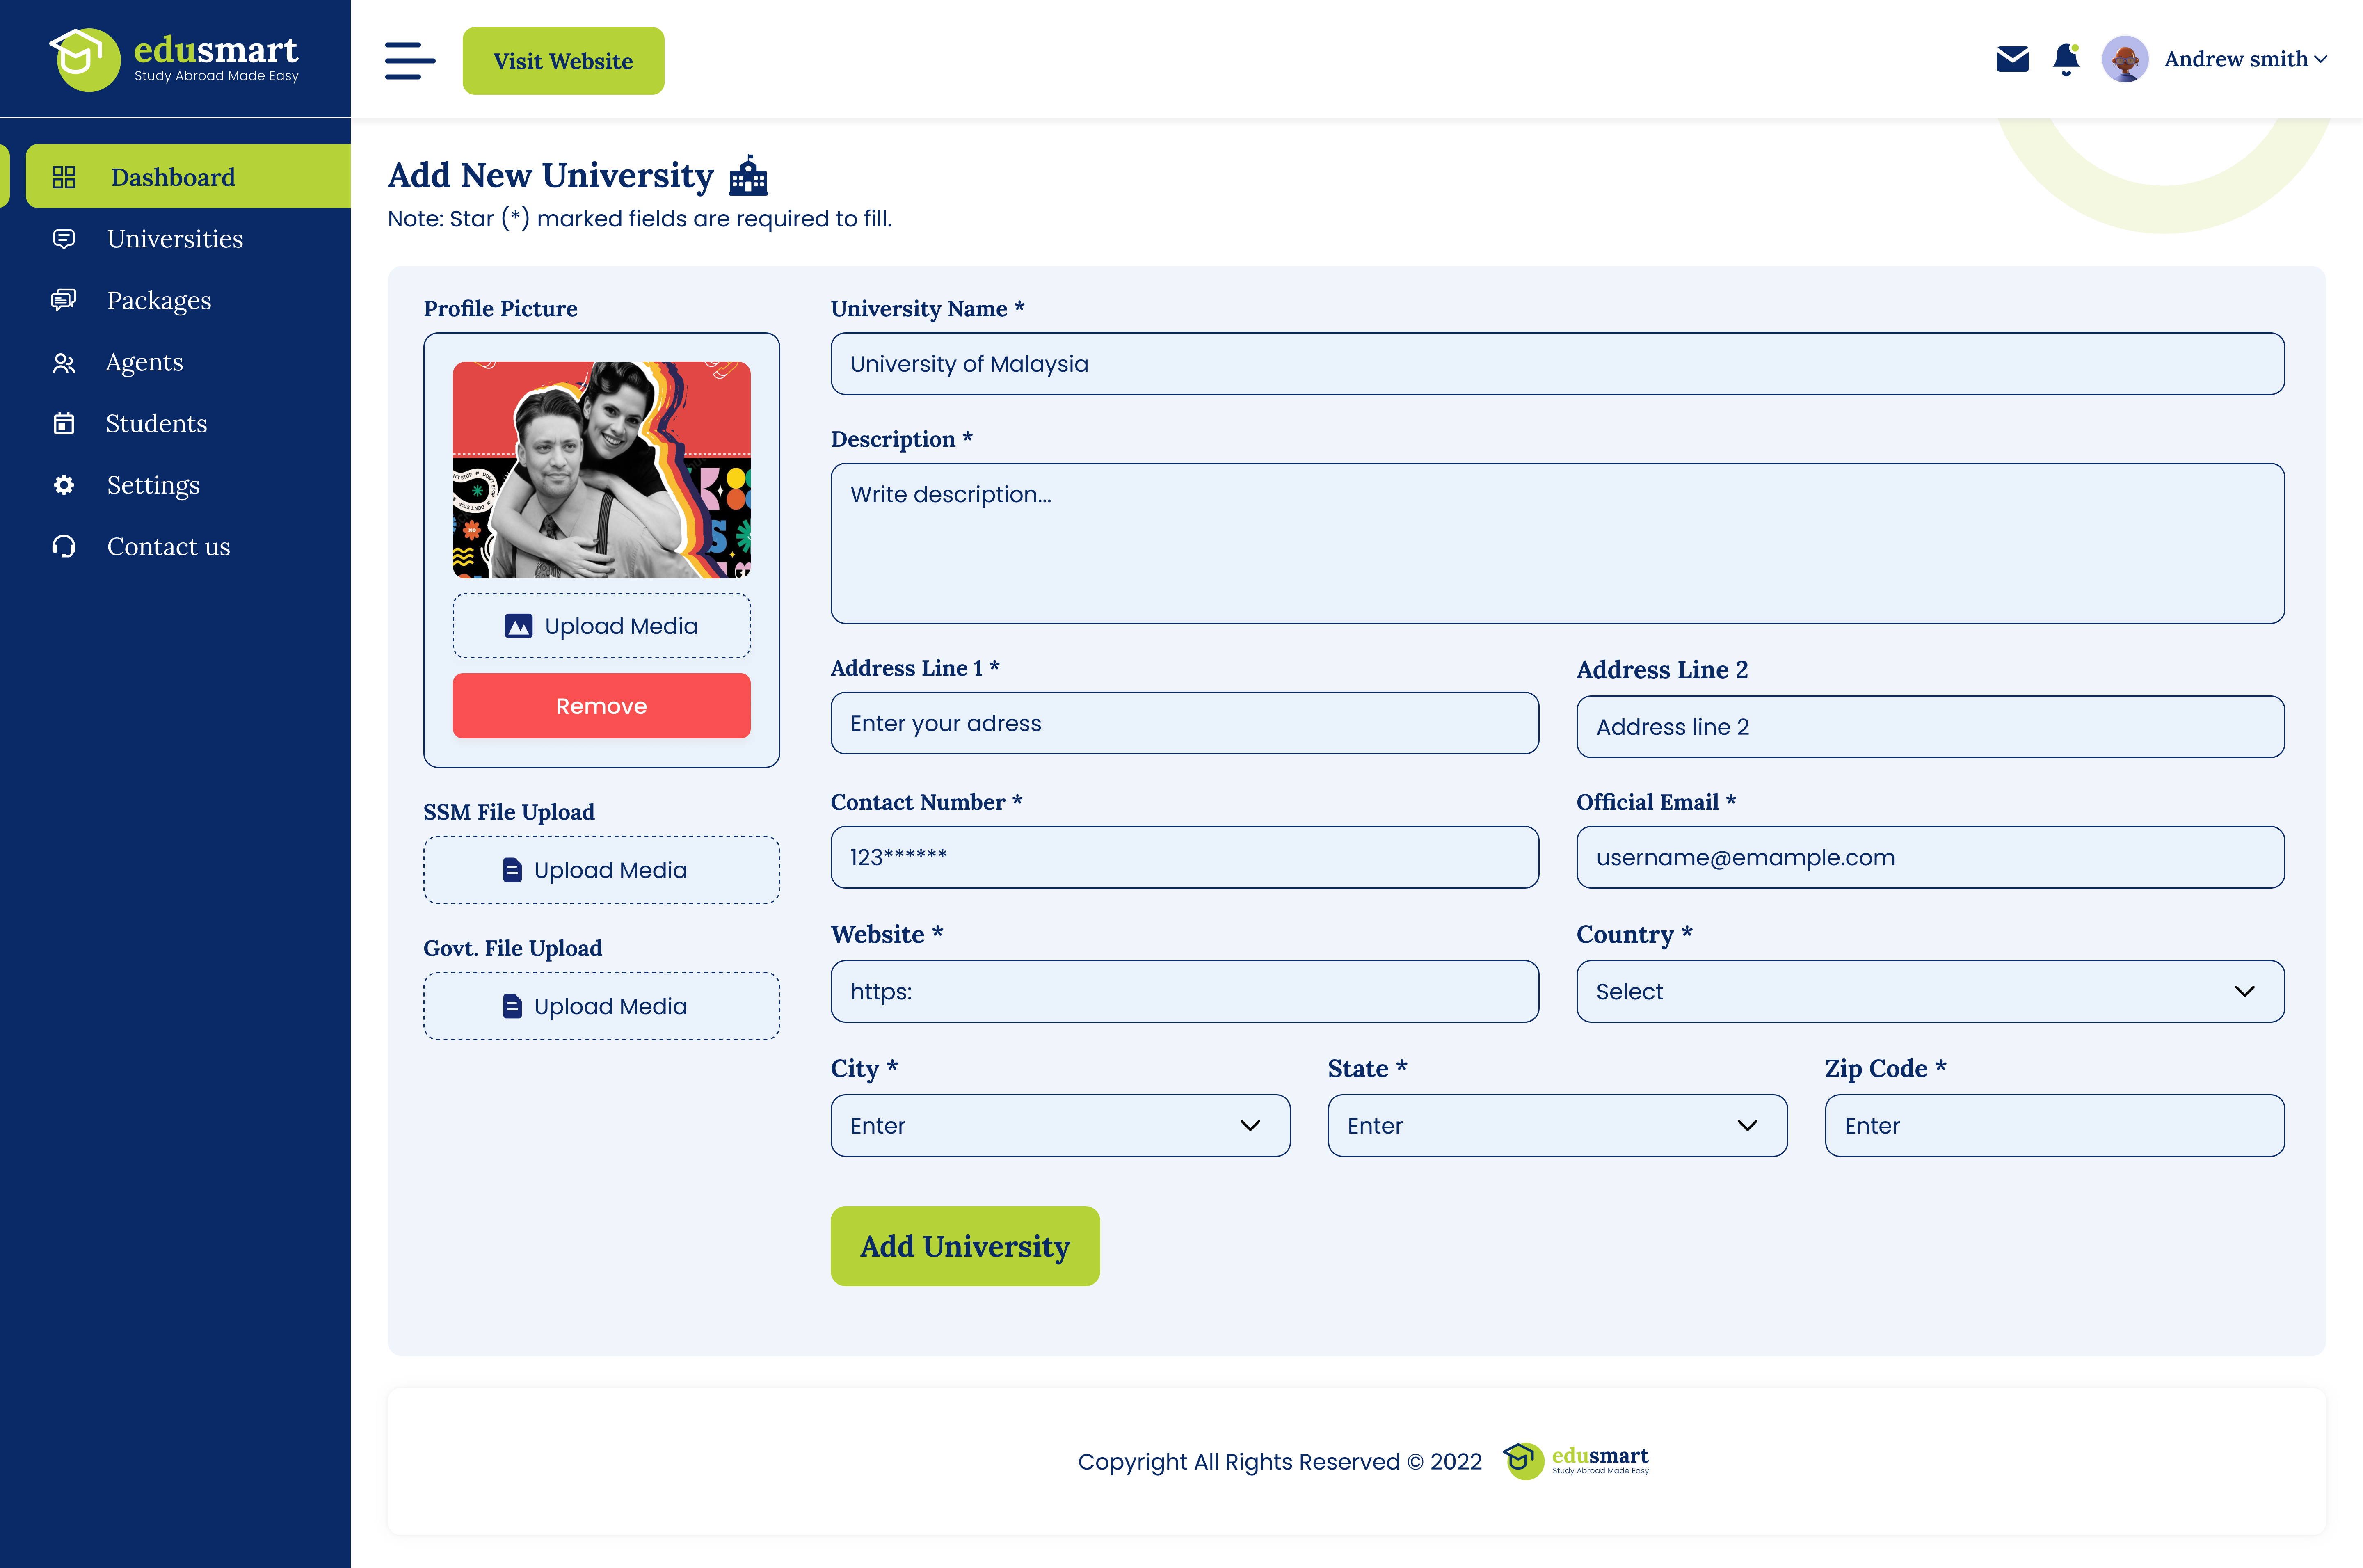 edusmart
Study Abroad Made Easy
Visit Website
Andrew smith
Dashboard
Universities
Packages
Agents
Students
Settings
Contact us
Add New University
Note: Star (*) marked fields are required to fill.
Profile Picture
Upload Media
Remove
SSM File Upload
Upload Media
Govt. File Upload
Upload Media
University Name *
University of Malaysia
Description *
Write description...
Address Line 1 *
Enter your adress
Address Line 2
Address line 2
Contact Number *
123******
Official Email *
username@emample.com
Website *
https:
Country *
Select
City *
Enter
State *
Enter
Zip Code *
Enter
Add University
Copyright All Rights Reserved © 2022
edusmart
Study Abroad Made Easy